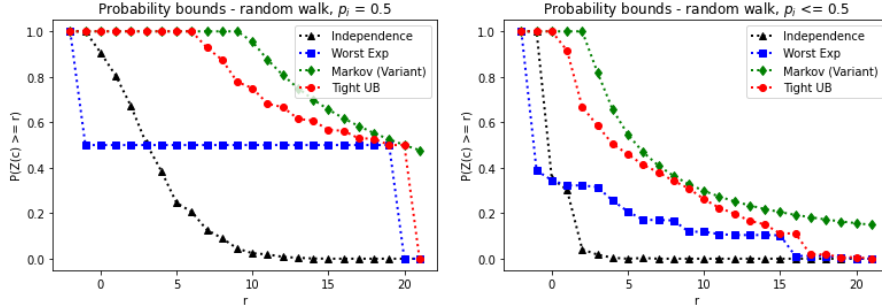 Probability bounds - random walk, p_i = 0.5
P(Z(c) >= r)
1.0
0.8
0.6
0.4
0.2
0.0
Independence
Worst Exp
Markov (Variant)
Tight UB
0 5 10 15 20
r
Probability bounds - random walk, p_i <= 0.5
P(Z(c) >= r)
1.0
0.8
0.6
0.4
0.2
0.0
Independence
Worst Exp
Markov (Variant)
Tight UB
0 5 10 15 20
r